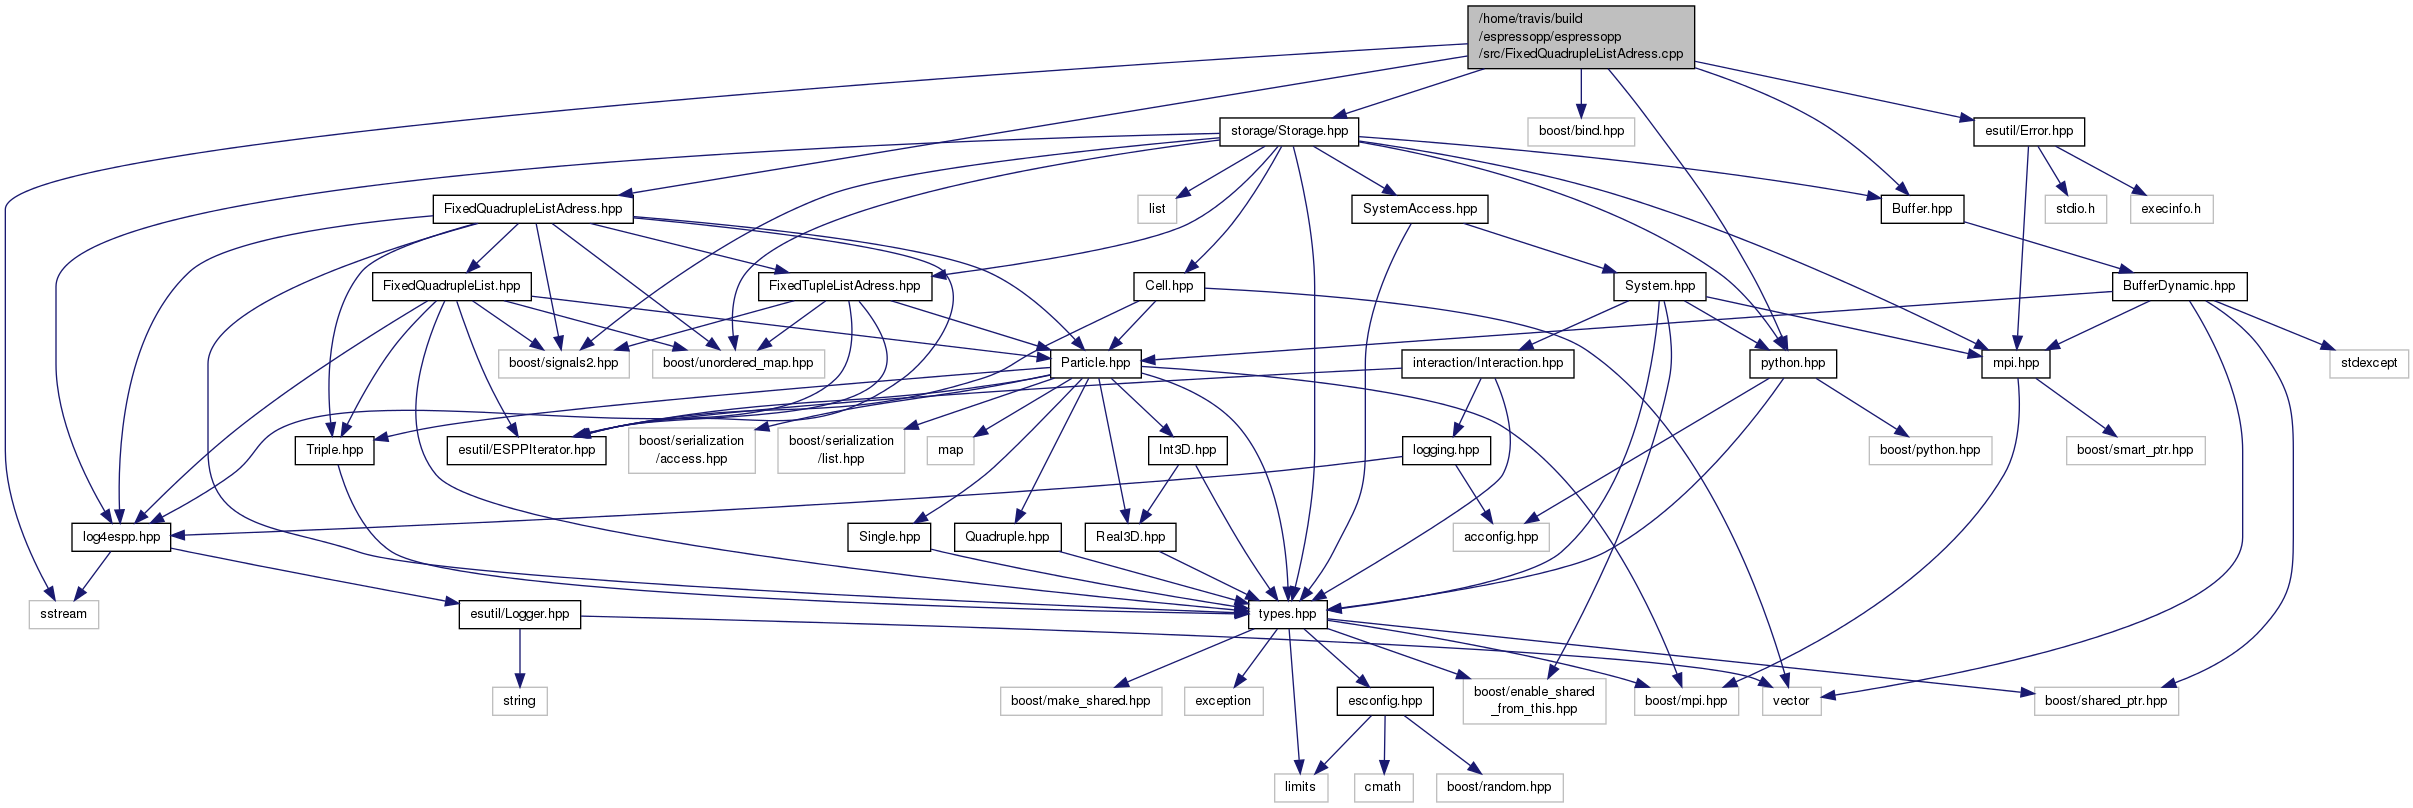 /home/travis/build
/espressopp/espressopp
/src/FixedQuadrupleListAdress.cpp
storage/Storage.hpp
boost/bind.hpp
esutil/Error.hpp
FixedQuadrupleListAdress.hpp
list
SystemAccess.hpp
Buffer.hpp
stdio.h
execinfo.h
FixedQuadrupleList.hpp
FixedTupleListAdress.hpp
Cell.hpp
System.hpp
BufferDynamic.hpp
boost/signals2.hpp
boost/unordered_map.hpp
Particle.hpp
interaction/Interaction.hpp
python.hpp
mpi.hpp
stdexcept
Triple.hpp
esutil/ESPPIterator.hpp
boost/serialization
/access.hpp
boost/serialization
/list.hpp
map
Int3D.hpp
logging.hpp
boost/python.hpp
boost/smart_ptr.hpp
log4espp.hpp
Single.hpp
Quadruple.hpp
Real3D.hpp
acconfig.hpp
sstream
esutil/Logger.hpp
types.hpp
string
boost/make_shared.hpp
exception
esconfig.hpp
boost/enable_shared
_from_this.hpp
boost/mpi.hpp
vector
boost/shared_ptr.hpp
limits
cmath
boost/random.hpp